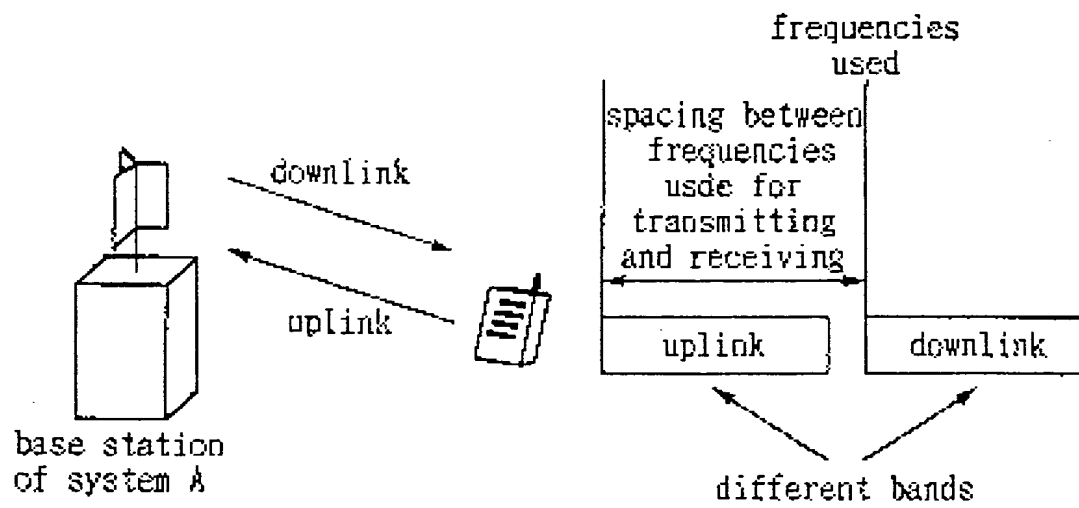 frequencies
used
spacing between
frequencies
usde for
transmitting
and receiving
downlink
uplink
uplink
downlink
base station
of system A
different bands